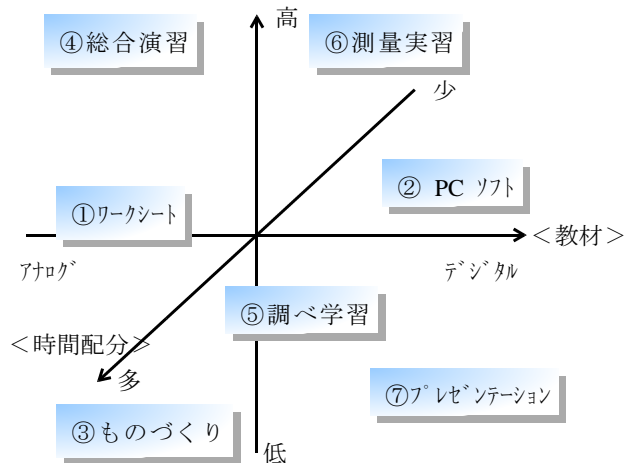 高
④総合演習
⑥測量実習
少
② PC ｿﾌﾄ
①ﾜｰｸｼｰﾄ
＜教材＞
ｱﾅﾛｸﾞ
ﾃﾞｼﾞﾀﾙ
⑤調べ学習
＜時間配分＞
多
⑦ﾌﾟﾚｾﾞﾝﾃｰｼｮﾝ
③ものづくり
低